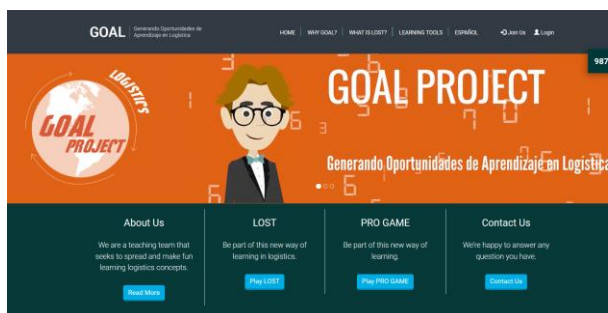 GOAL
Generando Oportunidades de
Aprendizaje en Logística
HOME
WHY GOAL?
WHAT IS LOST?
LEARNING TOOLS
ESPAÑOL
Join Us
Login
987
LOGISTICS
GOAL
PROJECT
GOAL PROJECT
Generando Oportunidades de Aprendizaje en Logística
About Us
We are a teaching team that
seeks to spread and make fun
learning logistics concepts.
Read More
LOST
Be part of this new way of
learning in logistics.
Play LOST
PRO GAME
Be part of this new way of
learning.
Play PRO GAME
Contact Us
We're happy to answer any
question you have.
Contact Us